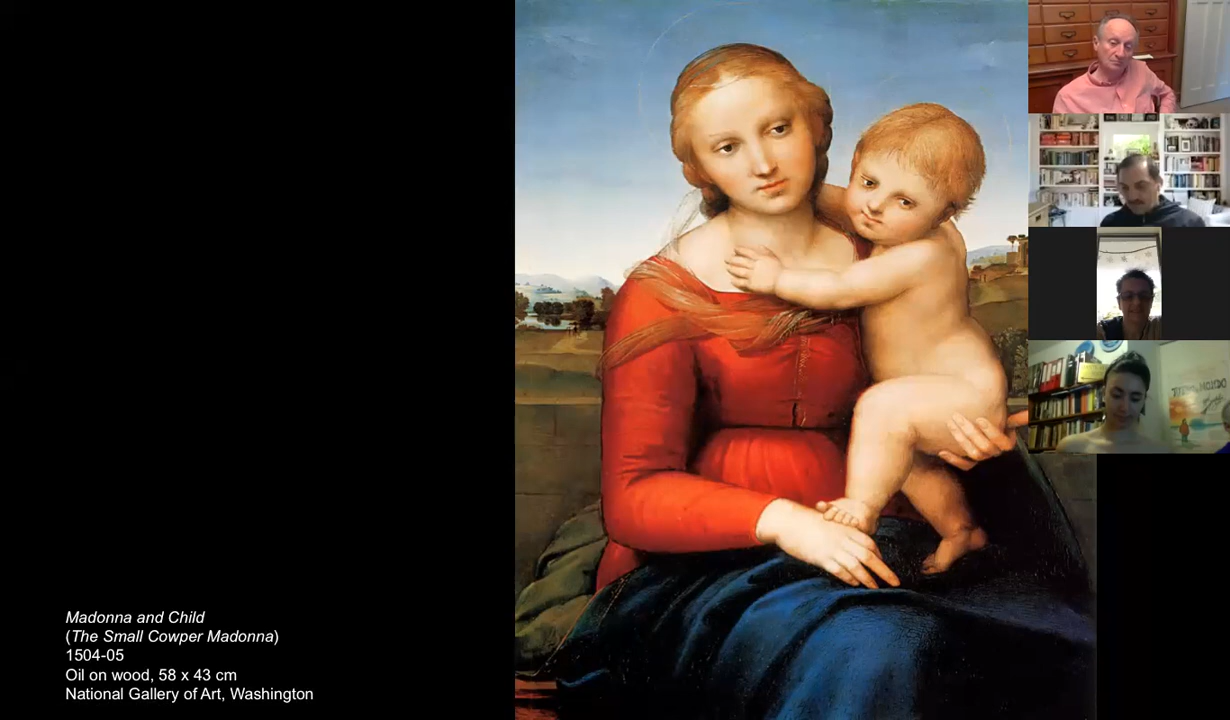 Madonna and Child
(The Small Cowper Madonna)
1504-05
Oil on wood, 58 x 43 cm
National Gallery of Art, Washington